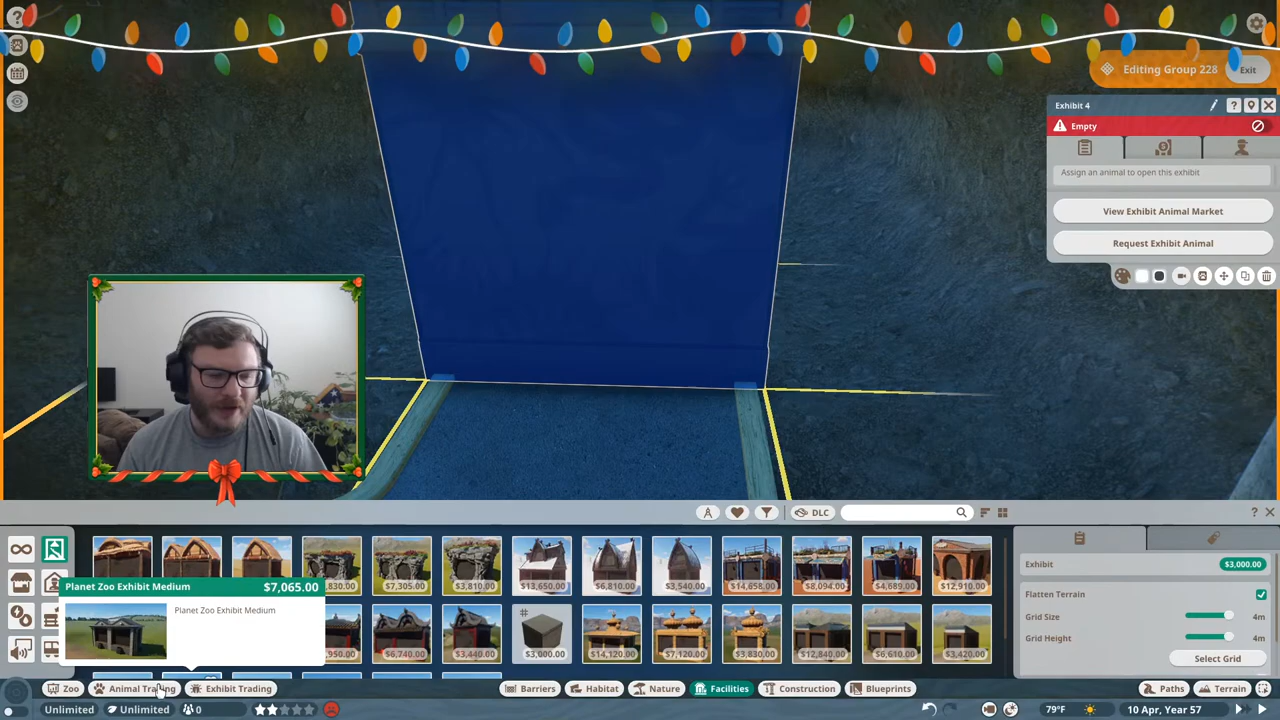 Editing Group 228
Exit
Exhibit 4
?
Empty
Assign an animal to open this exhibit
View Exhibit Animal Market
Request Exhibit Animal
DLC
?
Planet Zoo Exhibit Medium $7,065.00
Planet Zoo Exhibit Medium
$7,305.00
$3,810.00
$13,650.00
$6,810.00
$3,540.00
$14,658.00
$8,094.00
$4,689.00
$12,910.00
$6,740.00
$3,440.00
#
$3,000.00
$14,120.00
$7,120.00
$3,830.00
$12,840.00
$6,610.00
$3,420.00
Exhibit $3,000.00
Flatten Terrain
Grid Size 4m
Grid Height 4m
Select Grid
Zoo
Animal Trading
Exhibit Trading
Barriers
Habitat
Nature
Facilities
Construction
Blueprints
Paths
Terrain
Unlimited
Unlimited
0
79°F
10 Apr, Year 57